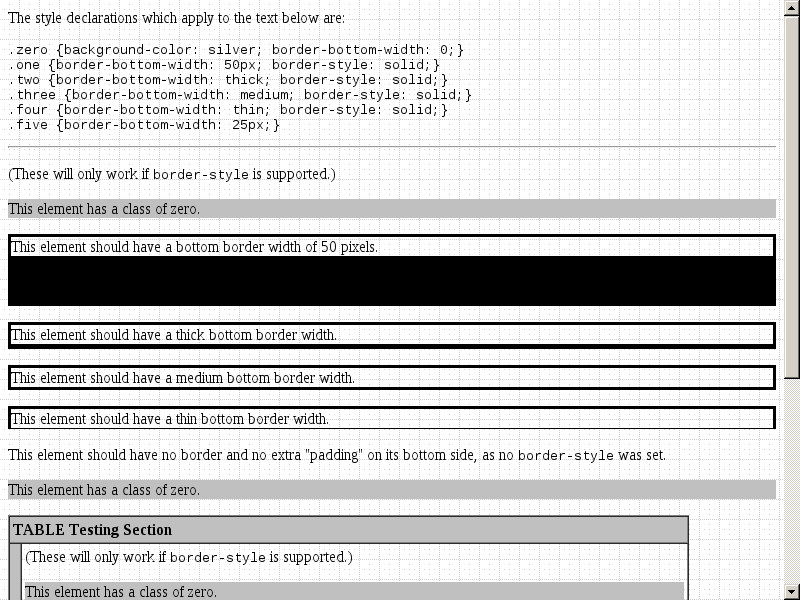 The style declarations which apply to the text below are:
.zero {background-color: silver; border-bottom-width: 0;}
.one {border-bottom-width: 50px; border-style: solid;}
.two {border-bottom-width: thick; border-style: solid;}
.three {border-bottom-width: medium; border-style: solid;}
.four {border-bottom-width: thin; border-style: solid;}
.five {border-bottom-width: 25px;}
(These will only work if border-style is supported.)
This element has a class of zero.
This element should have a bottom border width of 50 pixels.
This element should have a thick bottom border width.
This element should have a medium bottom border width.
This element should have a thin bottom border width.
This element should have no border and no extra "padding" on its bottom side, as no border-style was set.
This element has a class of zero.
TABLE Testing Section
(These will only work if border-style is supported.)
This element has a class of zero.